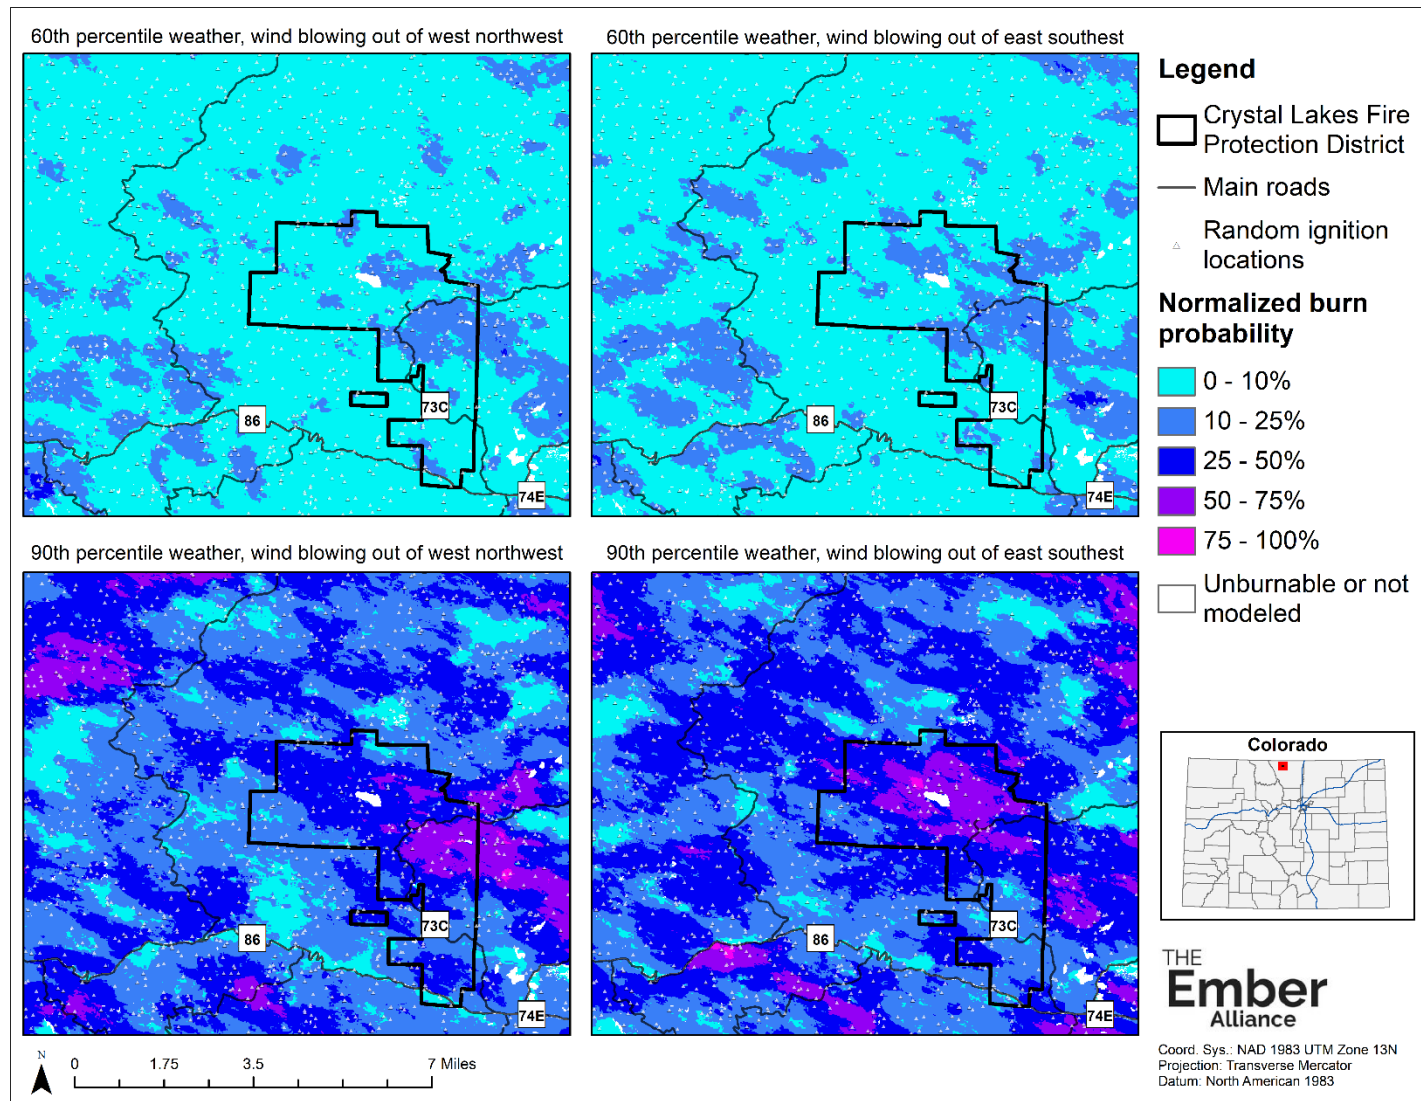 60th percentile weather, wind blowing out of west northwest
60th percentile weather, wind blowing out of east southest
86
73C
74E
86
73C
74E
90th percentile weather, wind blowing out of west northwest
90th percentile weather, wind blowing out of east southest
86
73C
74E
86
73C
74E
N
0 1.75 3.5 7 Miles
Legend
Crystal Lakes Fire
Protection District
Main roads
Random ignition
locations
Normalized burn
probability
0 - 10%
10 - 25%
25 - 50%
50 - 75%
75 - 100%
Unburnable or not
modeled
Colorado
THE
Ember
Alliance
Coord. Sys.: NAD 1983 UTM Zone 13N
Projection: Transverse Mercator
Datum: North American 1983